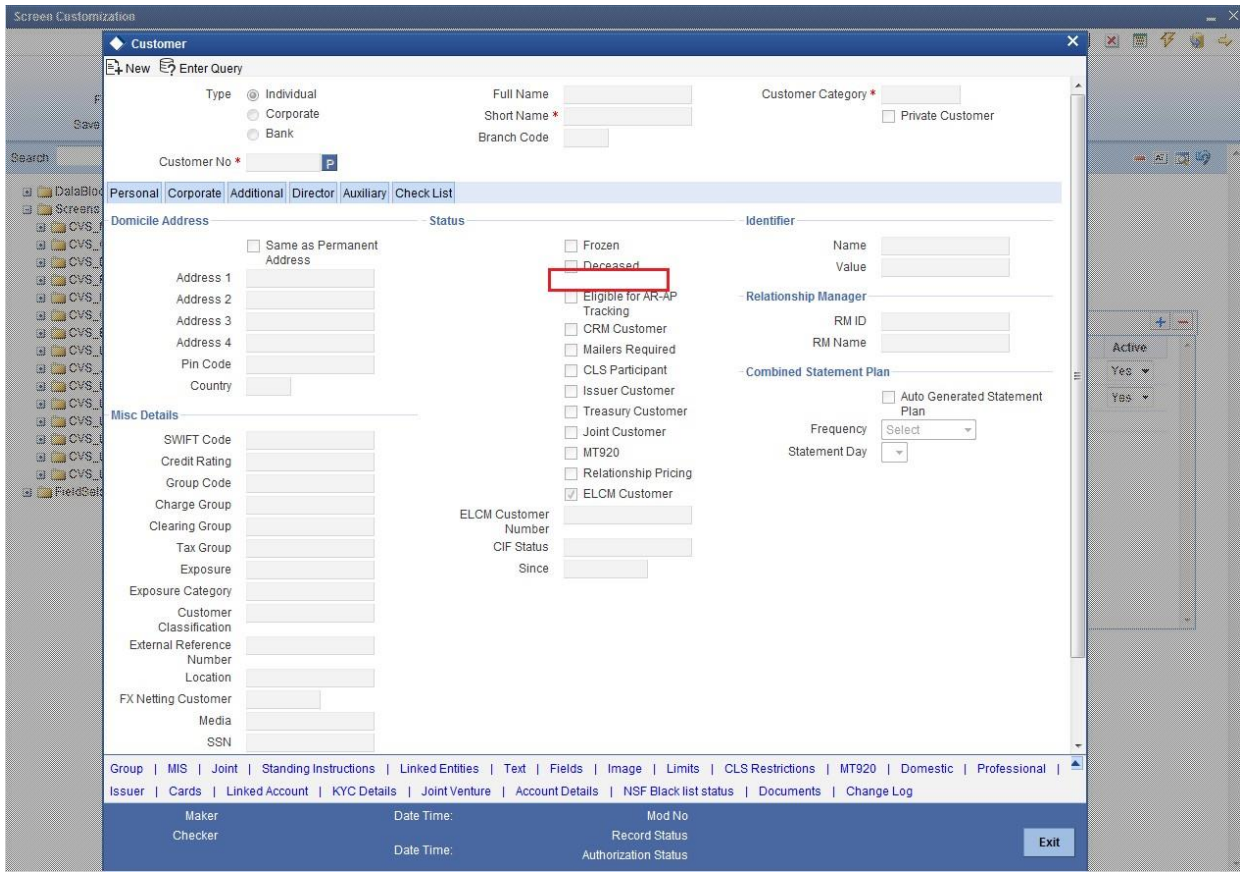 Screen Customization
Customer
New Enter Query
Type Individual
Corporate
Bank
Full Name
Short Name *
Branch Code
Customer Category *
Private Customer
Customer No * P
Save
Search
Personal Corporate Additional Director Auxiliary Check List
Screens
Domicile Address
Same as Permanent
Address
Address 1
Address 2
Address 3
Address 4
Pin Code
Country
Misc Details
SWIFT Code
Credit Rating
Group Code
Charge Group
Clearing Group
Tax Group
Exposure
Exposure Category
Customer
Classification
External Reference
Number
Location
FX Netting Customer
Media
SSN
Status
Frozen
Deceased
Eligible for AR-AP
Tracking
CRM Customer
Mailers Required
CLS Participant
Issuer Customer
Treasury Customer
Joint Customer
MT920
Relationship Pricing
ELCM Customer
ELCM Customer
Number
CIF Status
Since
Identifier
Name
Value
Relationship Manager
RM ID
RM Name
Combined Statement Plan
Auto Generated Statement
Plan
Frequency Select
Statement Day
Active
Yes
Yes
Group | MIS | Joint | Standing Instructions | Linked Entities | Text | Fields | Image | Limits | CLS Restrictions | MT920 | Domestic | Professional |
Issuer | Cards | Linked Account | KYC Details | Joint Venture | Account Details | NSF Black list status | Documents | Change Log
Maker Date Time: Mod No
Checker Record Status
Date Time: Authorization Status
Exit